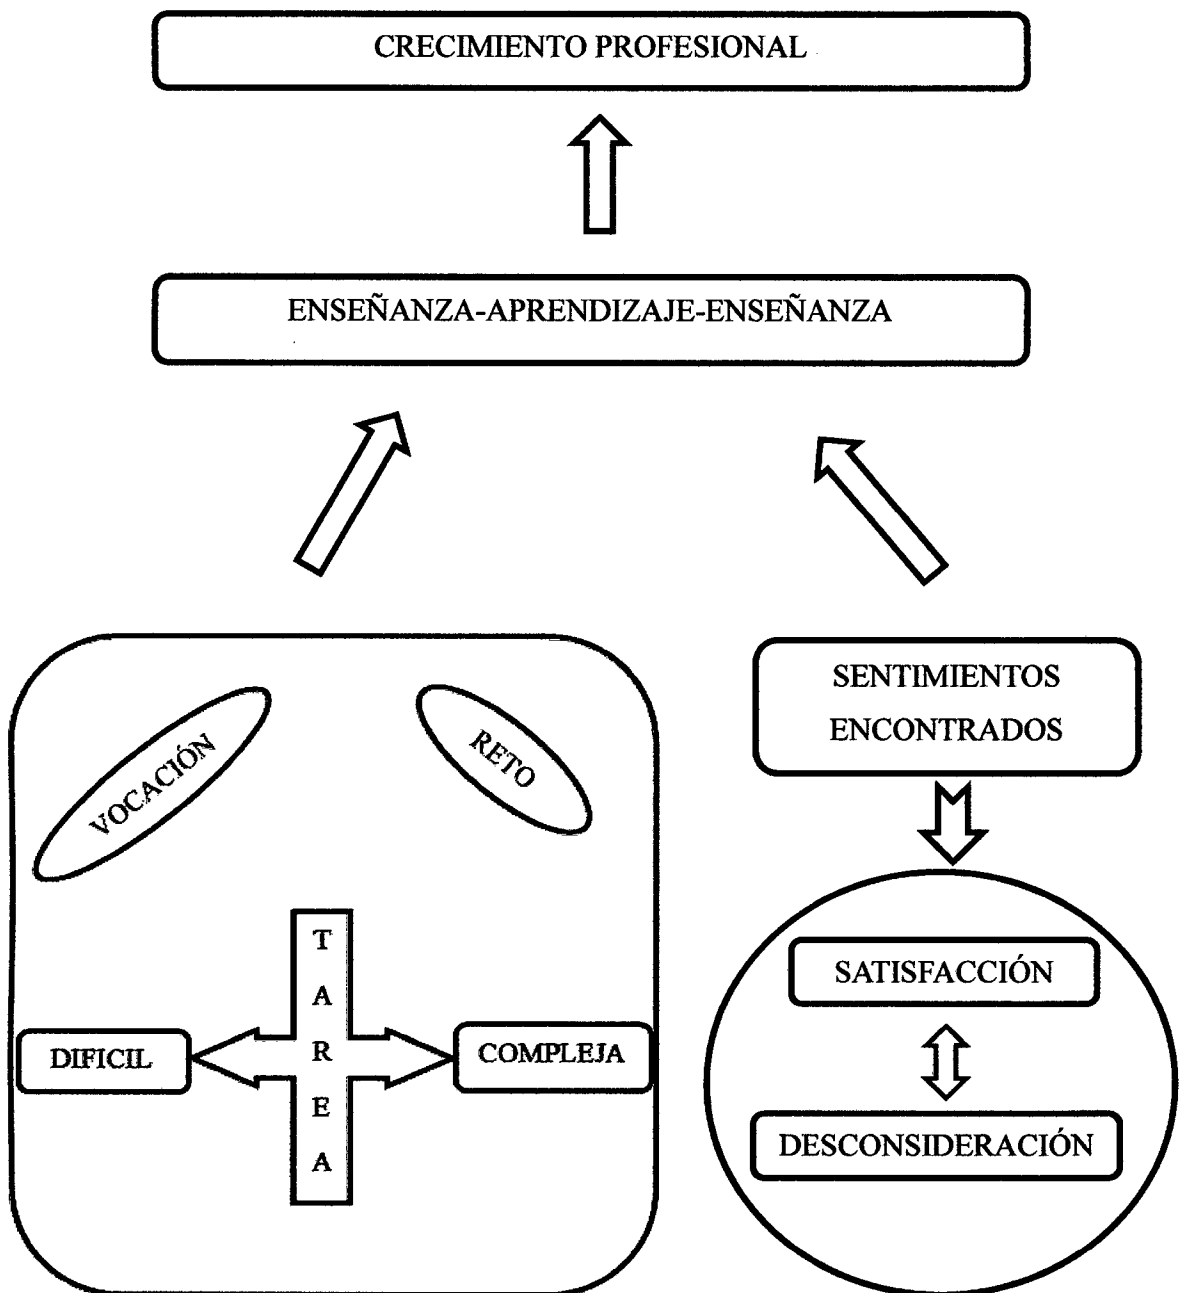 CRECIMIENTO PROFESIONAL
ENSEÑANZA-APRENDIZAJE-ENSEÑANZA
VOCACIÓN
RETO
T
A
R
E
A
DIFICIL
COMPLEJA
SENTIMIENTOS
ENCONTRADOS
SATISFACCIÓN
DESCONSIDERACIÓN